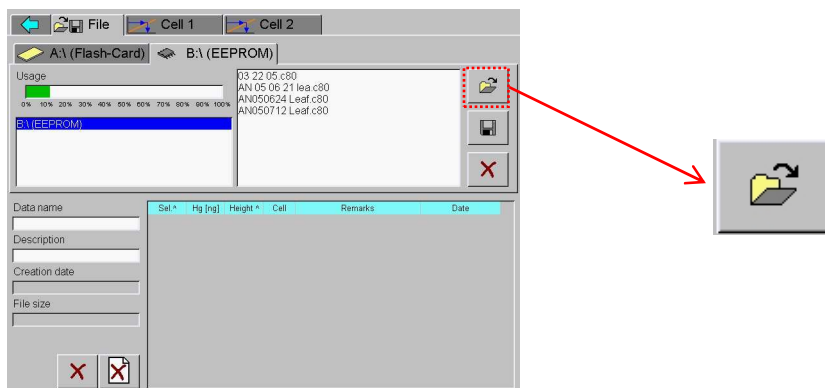 File Cell 1 Cell 2
A:\ (Flash-Card) B:\ (EEPROM)
Usage
0% 10% 20% 30% 40% 50% 60% 70% 80% 90% 100%
B:\ (EEPROM)
03 22 05.c80
AN 05 06 21 lea.c80
AN050624 Leaf.c80
AN050712 Leaf.c80
Data name
Description
Creation date
File size
Sel.^ Hg [ng] Height ^ Cell Remarks Date